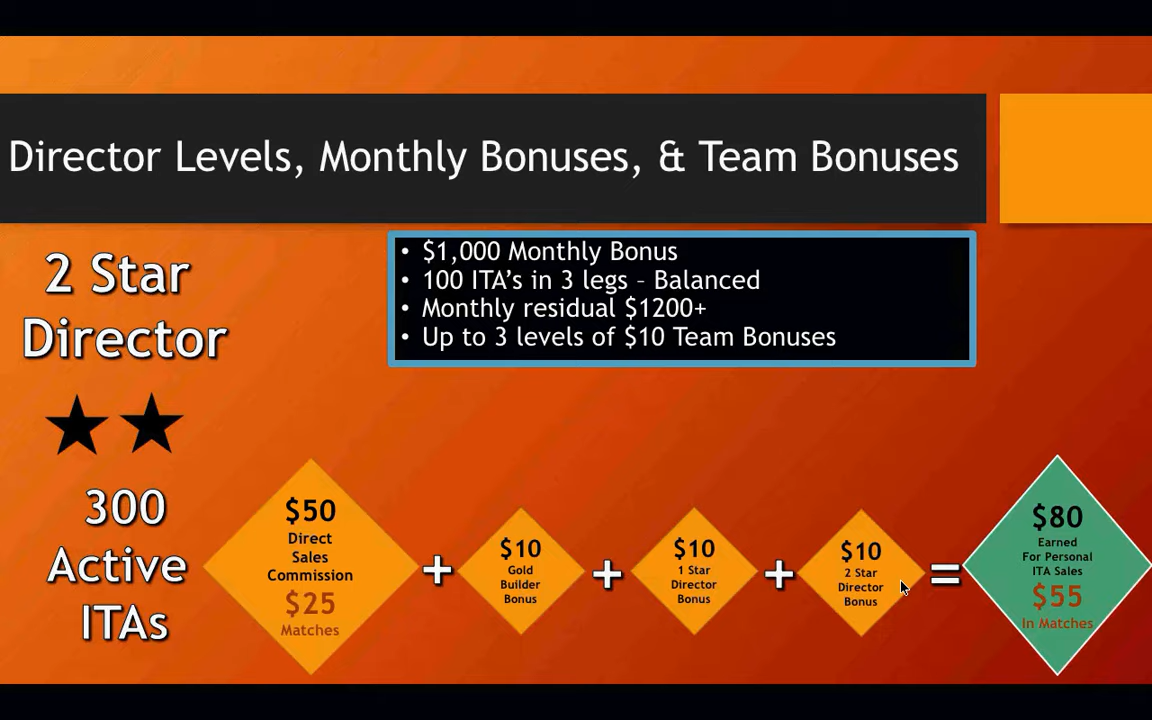 Director Levels, Monthly Bonuses, & Team Bonuses
2 Star
Director
• $1,000 Monthly Bonus
• 100 ITA's in 3 legs – Balanced
• Monthly residual $1200+
• Up to 3 levels of $10 Team Bonuses
300
Active
ITAs
$50
Direct
Sales
Commission
$25
Matches
+
$10
Gold
Builder
Bonus
+
$10
1 Star
Director
Bonus
+
$10
2 Star
Director
Bonus
=
$80
Earned
For Personal
ITA Sales
$55
In Matches